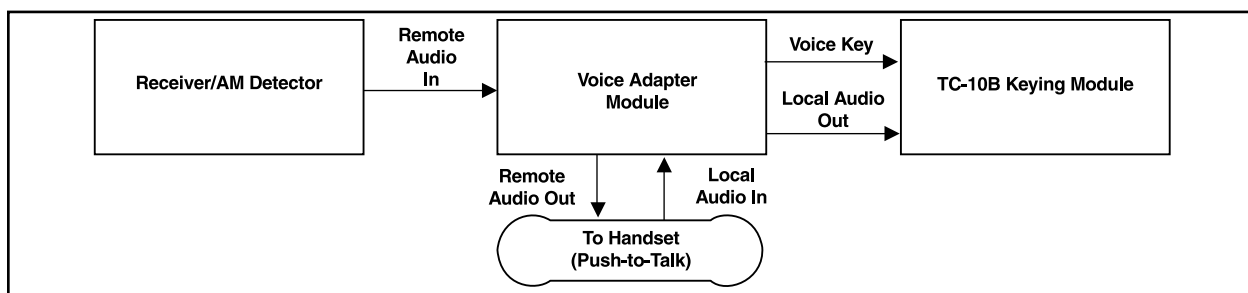 Receiver/AM Detector
Remote
Audio
In
Voice Adapter
Module
Voice Key
Local Audio
Out
TC-10B Keying Module
Remote
Audio Out
Local
Audio In
To Handset
(Push-to-Talk)